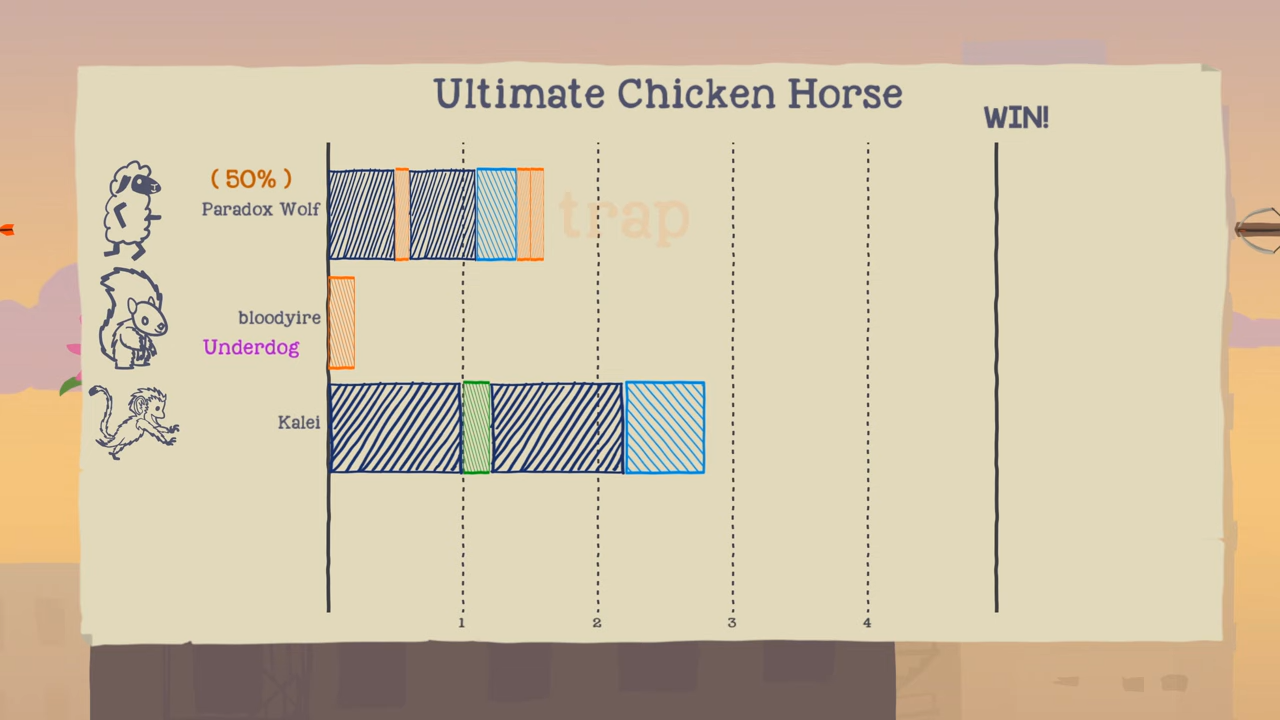 Ultimate Chicken Horse
WIN!
( 50% )
Paradox Wolf
trap
bloodyire
Underdog
Kalei
1 2 3 4